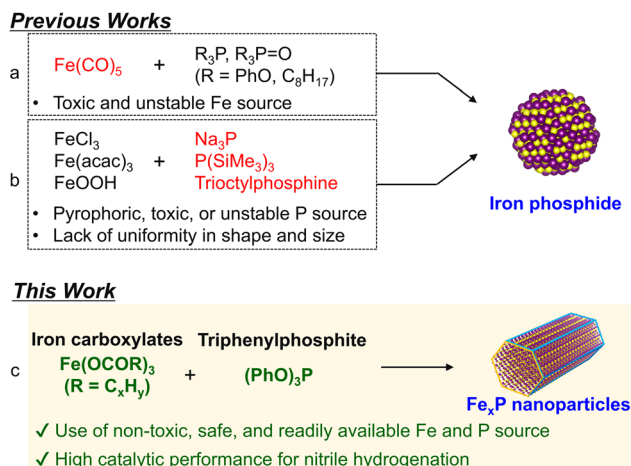 Previous Works
a
Fe(CO)₅ + R₃P, R₃P=O
(R = PhO, C₈H₁₇)
• Toxic and unstable Fe source
b
FeCl₃ Na₃P
Fe(acac)₃ + P(SiMe₃)₃
FeOOH Trioctylphosphine
• Pyrophoric, toxic, or unstable P source
• Lack of uniformity in shape and size
Iron phosphide
This Work
c
Iron carboxylates Triphenylphosphite
Fe(OCOR)₃ + (PhO)₃P
(R = CₓHᵧ)
FeₓP nanoparticles
✓ Use of non-toxic, safe, and readily available Fe and P source
✓ High catalytic performance for nitrile hydrogenation